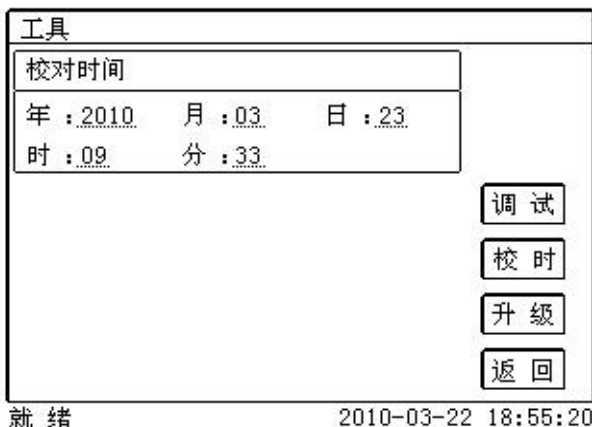 工具
校对时间
年：2010 月：03 日：23
时：09 分：33
调 试
校 时
升 级
返 回
就 绪 2010-03-22 18:55:20